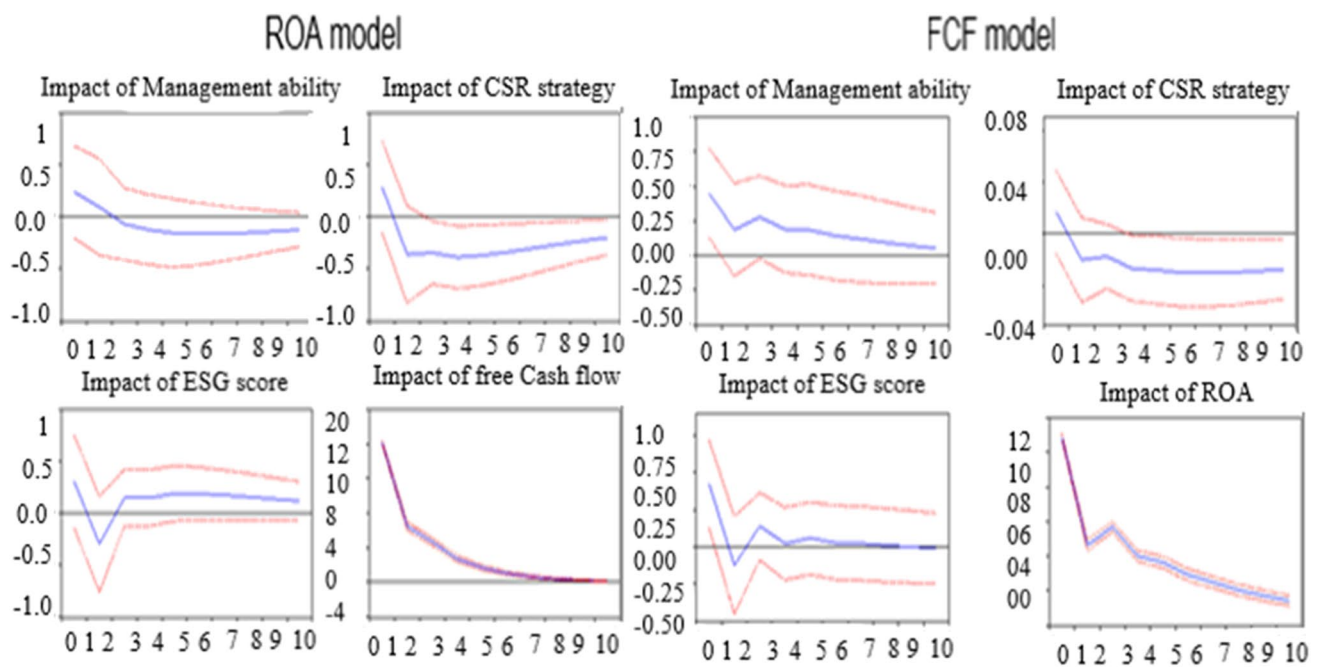 ROA model
FCF model
Impact of Management ability
Impact of CSR strategy
Impact of Management ability
Impact of CSR strategy
1
0.5
0.0
-0.5
-1.0
0 1 2 3 4 5 6 7 8 9 10
1
0.5
0.0
-0.5
-1.0
0 1 2 3 4 5 6 7 8 9 10
1.0
0.75
0.50
0.25
0.00
-0.25
-0.50
0 1 2 3 4 5 6 7 8 9 10
0.08
0.04
0.00
-0.04
0 1 2 3 4 5 6 7 8 9 10
Impact of ESG score
Impact of free Cash flow
Impact of ESG score
Impact of ROA
1
0.5
0.0
-0.5
-1.0
0 1 2 3 4 5 6 7 8 9 10
20
12
12
8
4
0
-4
0 1 2 3 4 5 6 7 8 9 10
1.0
0.75
0.50
0.25
0.00
-0.25
-0.50
0 1 2 3 4 5 6 7 8 9 10
12
10
08
06
04
00
0 1 2 3 4 5 6 7 8 9 10